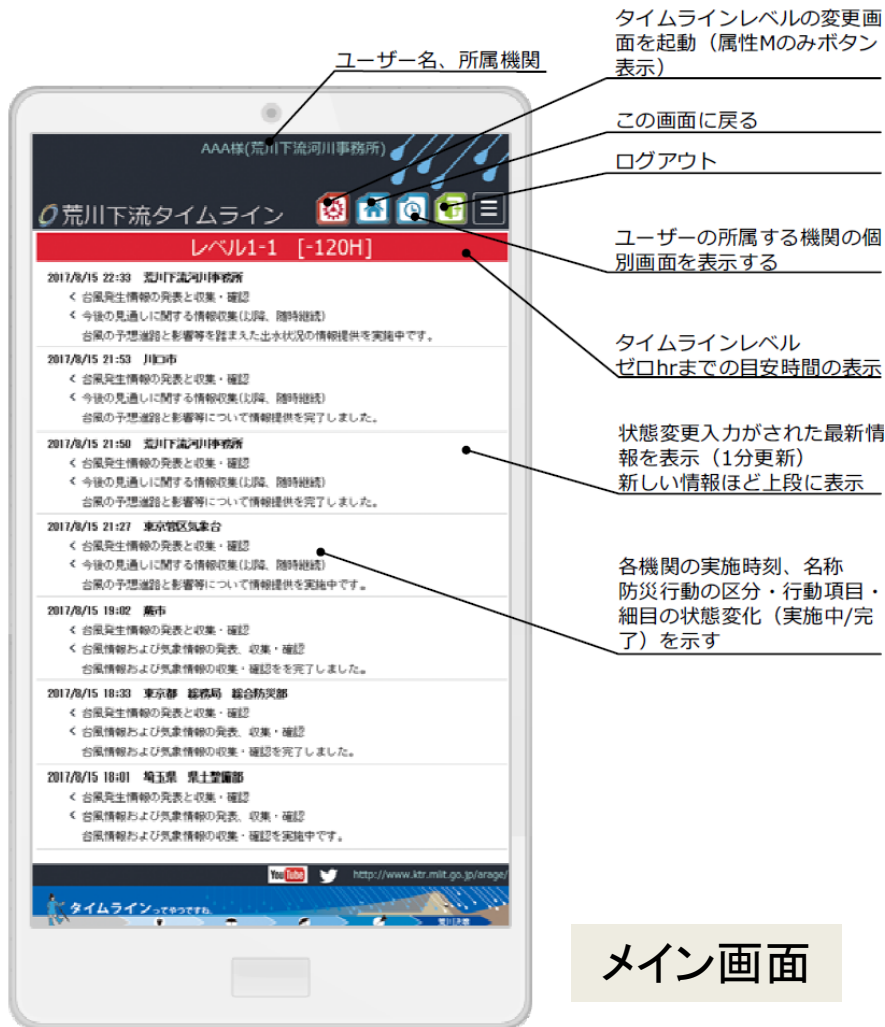 タイムラインレベルの変更画
面を起動（属性Mのみボタン
表示）
ユーザー名、所属機関
この画面に戻る
ログアウト
ユーザーの所属する機関の個
別画面を表示する
タイムラインレベル
ゼロhrまでの目安時間の表示
状態変更入力がされた最新情
報を表示（1分更新）
新しい情報ほど上段に表示
各機関の実施時刻、名称
防災行動の区分・行動項目・
細目の状態変化（実施中/完
了）を示す
AAA様(荒川下流河川事務所)
荒川下流タイムライン
レベル1-1 [-120H]
2017/8/15 22:33 荒川下流河川事務所
く 台風発生情報の発表と収集・確認
く 今後の見通しに関する情報収集(以降、随時継続)
台風の予想進路と影響等を踏まえた出水状況の情報提供を実施中です。
2017/8/15 21:53 川口市
く 台風発生情報の発表と収集・確認
く 今後の見通しに関する情報収集(以降、随時継続)
台風の予想進路と影響等について情報提供を完了しました。
2017/8/15 21:50 荒川下流河川事務所
く 台風発生情報の発表と収集・確認
く 今後の見通しに関する情報収集(以降、随時継続)
台風の予想進路と影響等について情報提供を完了しました。
2017/8/15 21:27 東京管区気象台
く 台風発生情報の発表と収集・確認
く 今後の見通しに関する情報収集(以降、随時継続)
台風の予想進路と影響等について情報提供を実施中です。
2017/8/15 19:02 蕨市
く 台風発生情報の発表と収集・確認
く 台風情報および気象情報の発表、収集・確認
台風情報および気象情報の収集・確認をを完了しました。
2017/8/15 18:33 東京都 総務局 総合防災部
く 台風発生情報の発表と収集・確認
く 台風情報および気象情報の発表、収集・確認
台風情報および気象情報の収集・確認を完了しました。
2017/8/15 18:01 埼玉県 県土整備部
く 台風発生情報の発表と収集・確認
く 台風情報および気象情報の発表、収集・確認
台風情報および気象情報の収集・確認を実施中です。
YouTube http://www.ktr.mlit.go.jp/arage/
タイムラインってやつですね
メイン画面